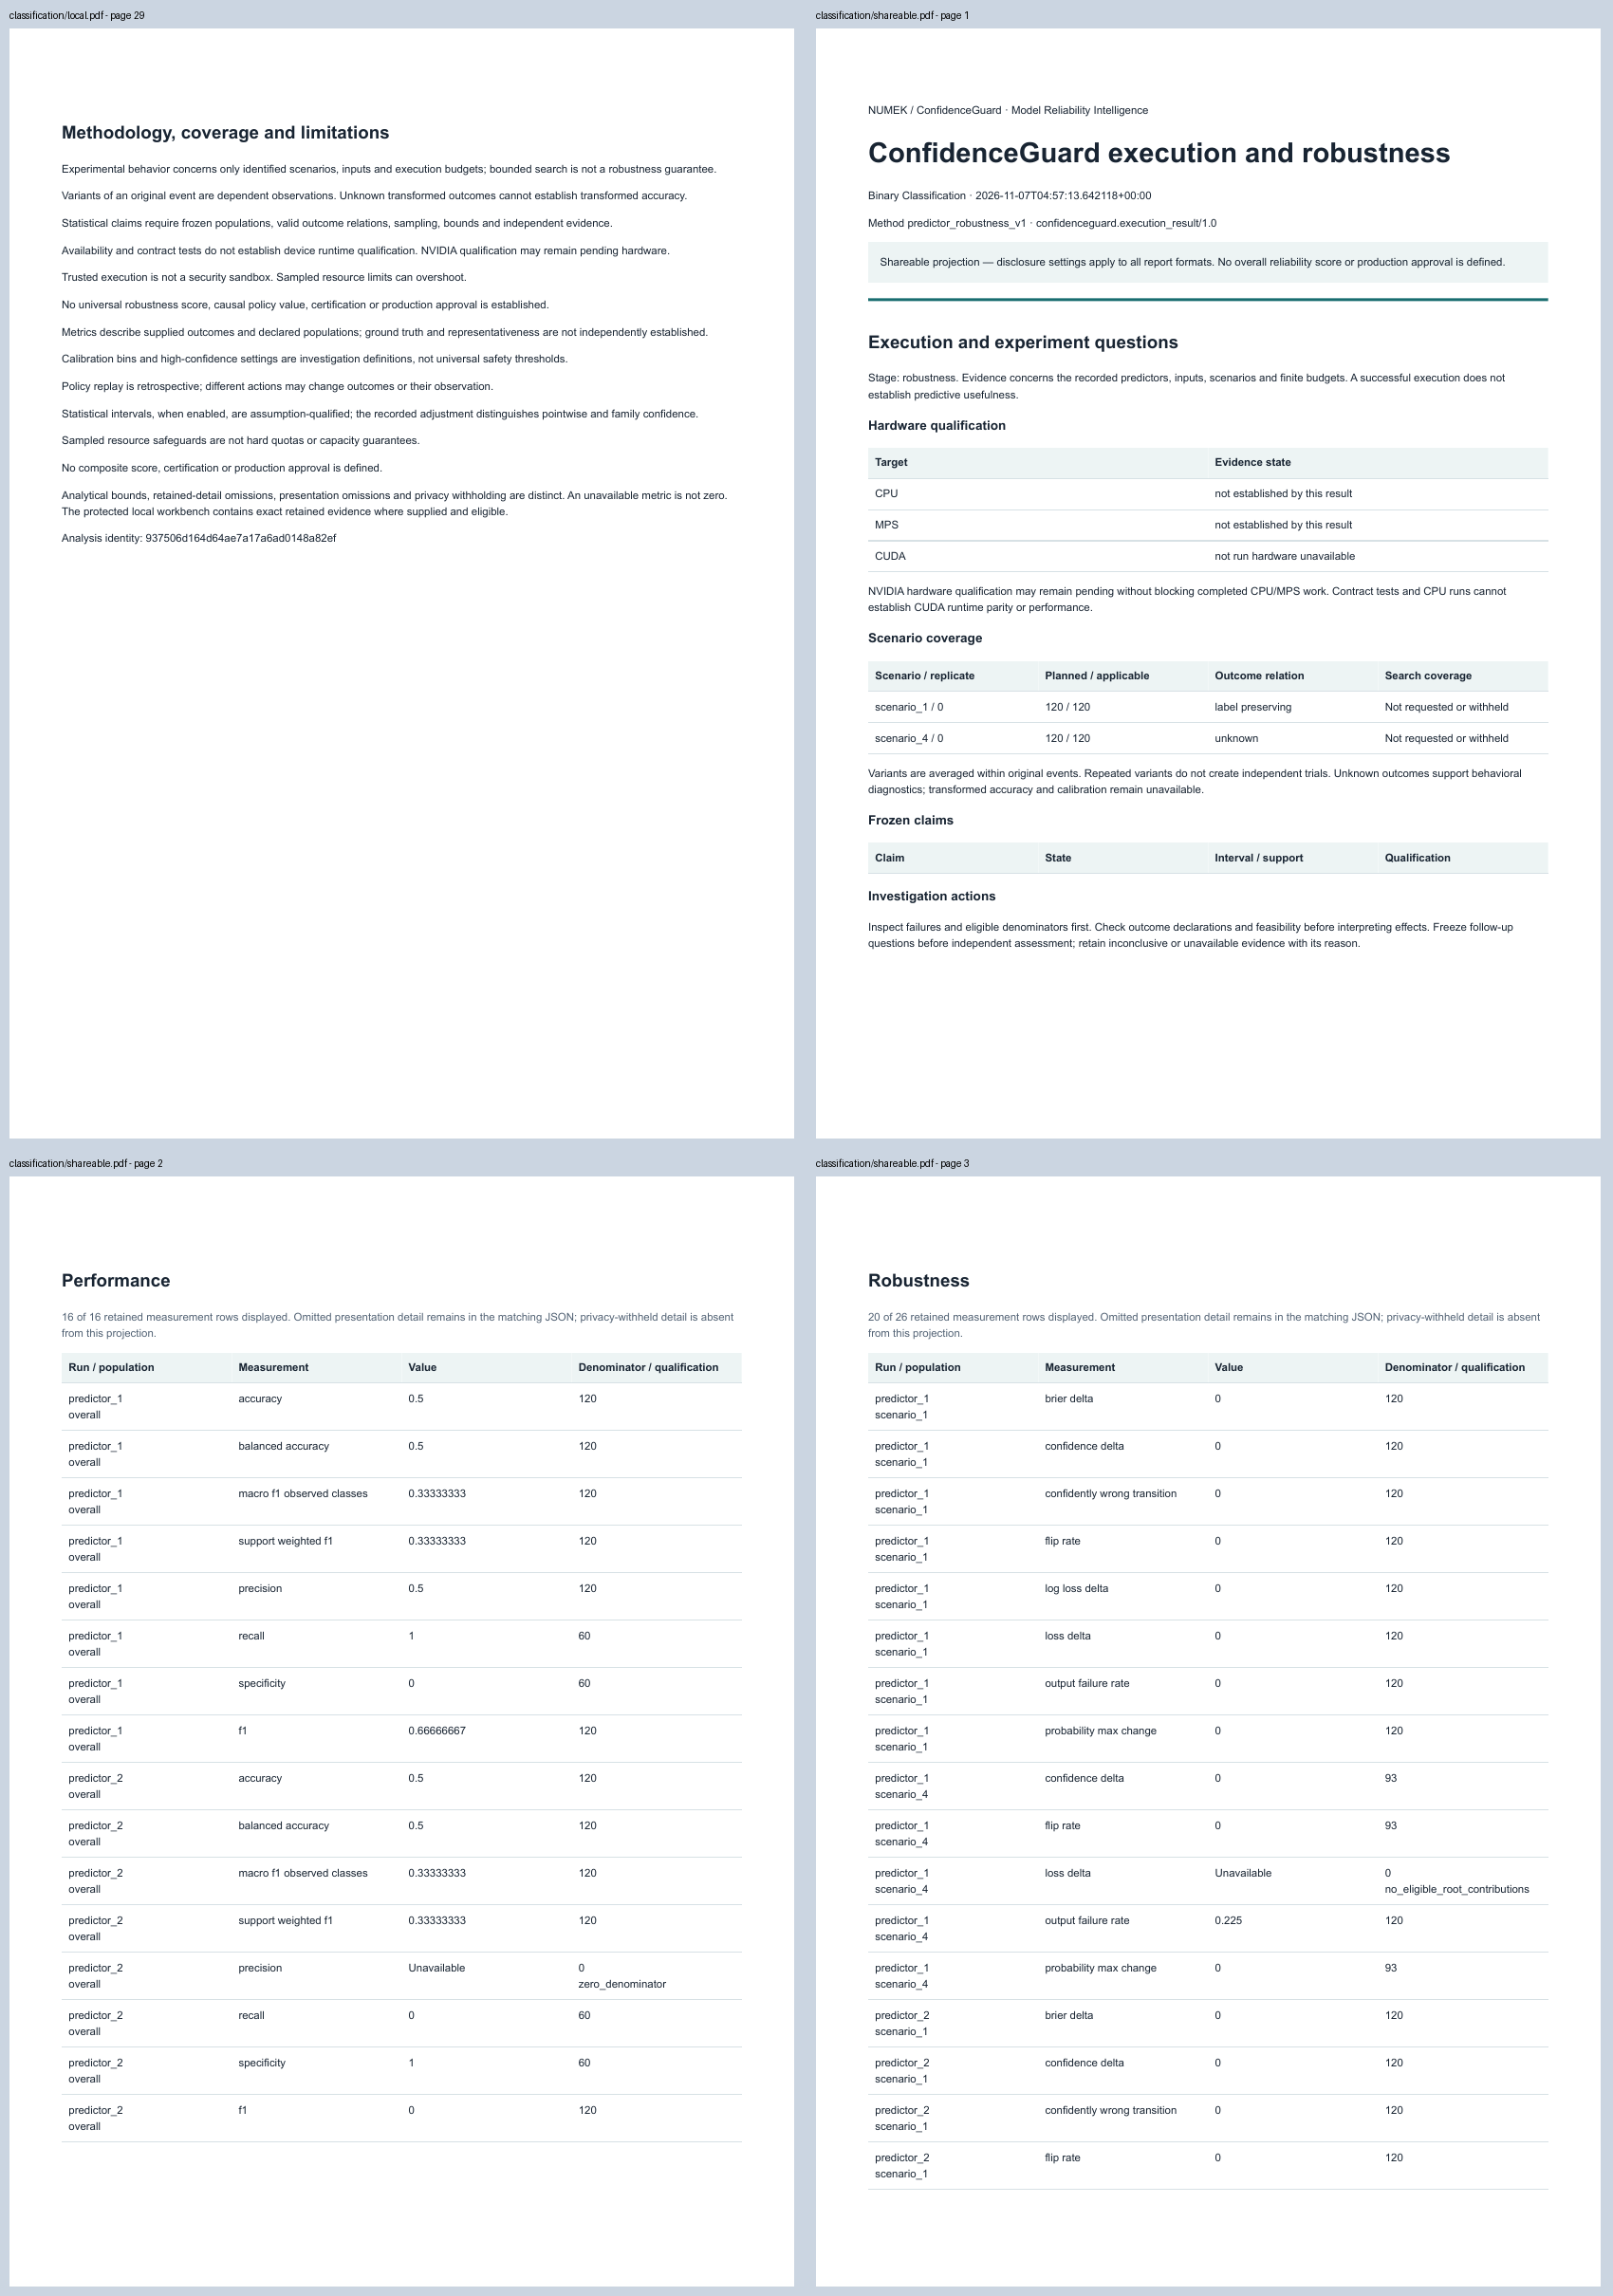 classification/local.pdf - page 29
Methodology, coverage and limitations
Experimental behavior concerns only identified scenarios, inputs and execution budgets; bounded search is not a robustness guarantee.
Variants of an original event are dependent observations. Unknown transformed outcomes cannot establish transformed accuracy.
Statistical claims require frozen populations, valid outcome relations, sampling, bounds and independent evidence.
Availability and contract tests do not establish device runtime qualification. NVIDIA qualification may remain pending hardware.
Trusted execution is not a security sandbox. Sampled resource limits can overshoot.
No universal robustness score, causal policy value, certification or production approval is established.
Metrics describe supplied outcomes and declared populations; ground truth and representativeness are not independently established.
Calibration bins and high-confidence settings are investigation definitions, not universal safety thresholds.
Policy replay is retrospective; different actions may change outcomes or their observation.
Statistical intervals, when enabled, are assumption-qualified; the recorded adjustment distinguishes pointwise and family confidence.
Sampled resource safeguards are not hard quotas or capacity guarantees.
No composite score, certification or production approval is defined.
Analytical bounds, retained-detail omissions, presentation omissions and privacy withholding are distinct. An unavailable metric is not zero.
The protected local workbench contains exact retained evidence where supplied and eligible.
Analysis identity: 937506d164d64ae7a17a6ad0148a82ef
classification/shareable.pdf - page 1
NUMEK / ConfidenceGuard · Model Reliability Intelligence
ConfidenceGuard execution and robustness
Binary Classification · 2026-11-07T04:57:13.642118+00:00
Method predictor_robustness_v1 · confidenceguard.execution_result/1.0
Shareable projection — disclosure settings apply to all report formats. No overall reliability score or production approval is defined.
Execution and experiment questions
Stage: robustness. Evidence concerns the recorded predictors, inputs, scenarios and finite budgets. A successful execution does not
establish predictive usefulness.
Hardware qualification
Target Evidence state
CPU not established by this result
MPS not established by this result
CUDA not run hardware unavailable
NVIDIA hardware qualification may remain pending without blocking completed CPU/MPS work. Contract tests and CPU runs cannot
establish CUDA runtime parity or performance.
Scenario coverage
Scenario / replicate Planned / applicable Outcome relation Search coverage
scenario_1 / 0 120 / 120 label preserving Not requested or withheld
scenario_4 / 0 120 / 120 unknown Not requested or withheld
Variants are averaged within original events. Repeated variants do not create independent trials. Unknown outcomes support behavioral
diagnostics; transformed accuracy and calibration remain unavailable.
Frozen claims
Claim State Interval / support Qualification
Investigation actions
Inspect failures and eligible denominators first. Check outcome declarations and feasibility before interpreting effects. Freeze follow-up
questions before independent assessment; retain inconclusive or unavailable evidence with its reason.
classification/shareable.pdf - page 2
Performance
16 of 16 retained measurement rows displayed. Omitted presentation detail remains in the matching JSON; privacy-withheld detail is absent
from this projection.
Run / population Measurement Value Denominator / qualification
predictor_1 accuracy 0.5 120
overall
predictor_1 balanced accuracy 0.5 120
overall
predictor_1 macro f1 observed classes 0.33333333 120
overall
predictor_1 support weighted f1 0.33333333 120
overall
predictor_1 precision 0.5 120
overall
predictor_1 recall 1 60
overall
predictor_1 specificity 0 60
overall
predictor_1 f1 0.66666667 120
overall
predictor_2 accuracy 0.5 120
overall
predictor_2 balanced accuracy 0.5 120
overall
predictor_2 macro f1 observed classes 0.33333333 120
overall
predictor_2 support weighted f1 0.33333333 120
overall
predictor_2 precision Unavailable 0
overall zero_denominator
predictor_2 recall 0 60
overall
predictor_2 specificity 1 60
overall
predictor_2 f1 0 120
overall
classification/shareable.pdf - page 3
Robustness
20 of 26 retained measurement rows displayed. Omitted presentation detail remains in the matching JSON; privacy-withheld detail is absent
from this projection.
Run / population Measurement Value Denominator / qualification
predictor_1 brier delta 0 120
scenario_1
predictor_1 confidence delta 0 120
scenario_1
predictor_1 confidently wrong transition 0 120
scenario_1
predictor_1 flip rate 0 120
scenario_1
predictor_1 log loss delta 0 120
scenario_1
predictor_1 loss delta 0 120
scenario_1
predictor_1 output failure rate 0 120
scenario_1
predictor_1 probability max change 0 120
scenario_1
predictor_1 confidence delta 0 93
scenario_4
predictor_1 flip rate 0 93
scenario_4
predictor_1 loss delta Unavailable 0
scenario_4 no_eligible_root_contributions
predictor_1 output failure rate 0.225 120
scenario_4
predictor_1 probability max change 0 93
scenario_4
predictor_2 brier delta 0 120
scenario_1
predictor_2 confidence delta 0 120
scenario_1
predictor_2 confidently wrong transition 0 120
scenario_1
predictor_2 flip rate 0 120
scenario_1